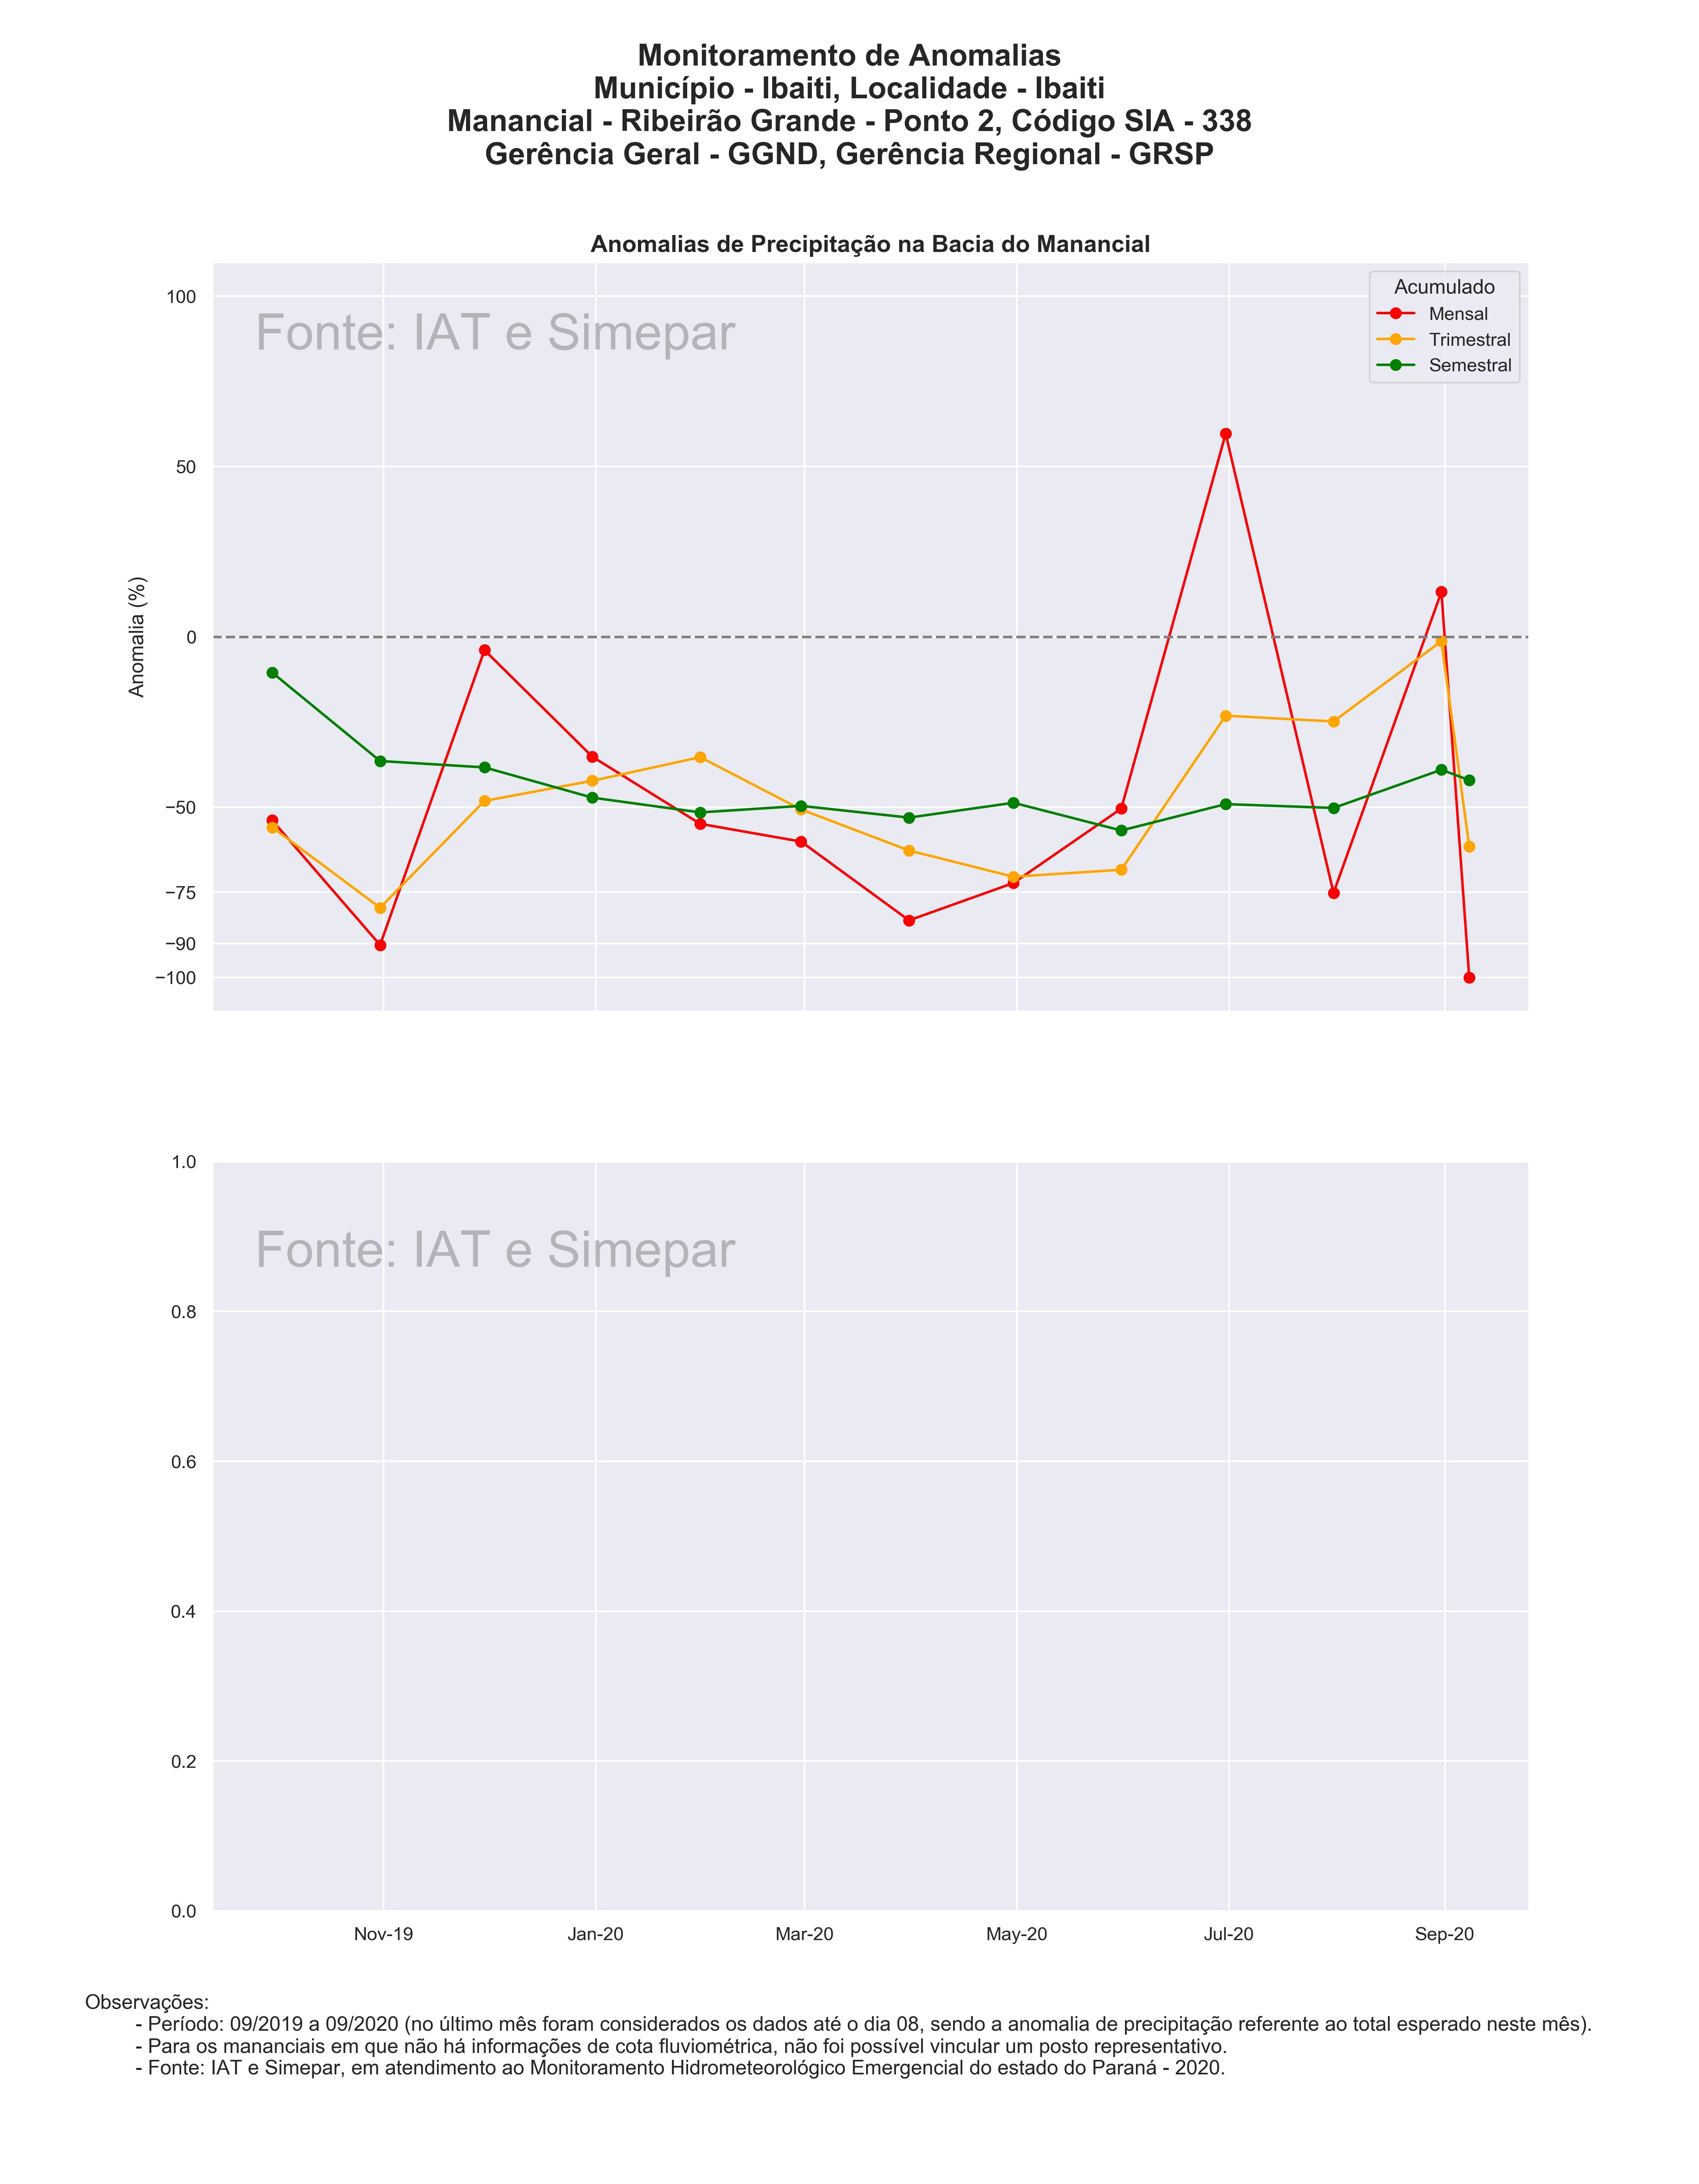 Monitoramento de Anomalias
Município - Ibaiti, Localidade - Ibaiti
Manancial - Ribeirão Grande - Ponto 2, Código SIA - 338
Gerência Geral - GGND, Gerência Regional - GRSP
Anomalias de Precipitação na Bacia do Manancial
Fonte: IAT e Simepar
Acumulado
Mensal
Trimestral
Semestral
Anomalia (%)
100
50
0
−50
−75
−90
−100
Fonte: IAT e Simepar
1.0
0.8
0.6
0.4
0.2
0.0
Nov-19 Jan-20 Mar-20 May-20 Jul-20 Sep-20
Observações:
- Período: 09/2019 a 09/2020 (no último mês foram considerados os dados até o dia 08, sendo a anomalia de precipitação referente ao total esperado neste mês).
- Para os mananciais em que não há informações de cota fluviométrica, não foi possível vincular um posto representativo.
- Fonte: IAT e Simepar, em atendimento ao Monitoramento Hidrometeorológico Emergencial do estado do Paraná - 2020.